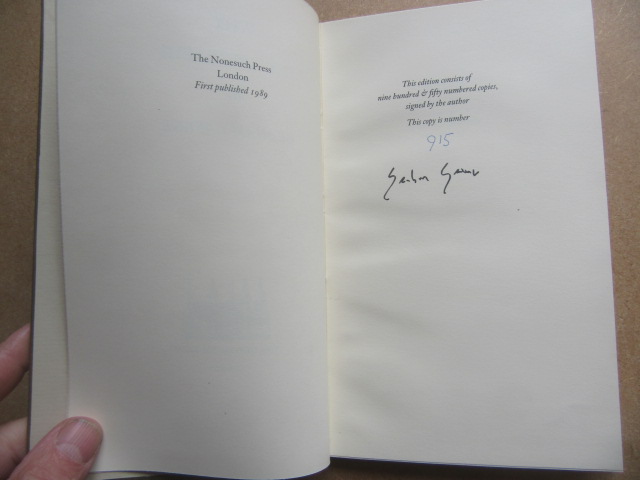 The Nonesuch Press
London
First published 1989
This edition consists of
nine hundred & fifty numbered copies,
signed by the author
This copy is number
915